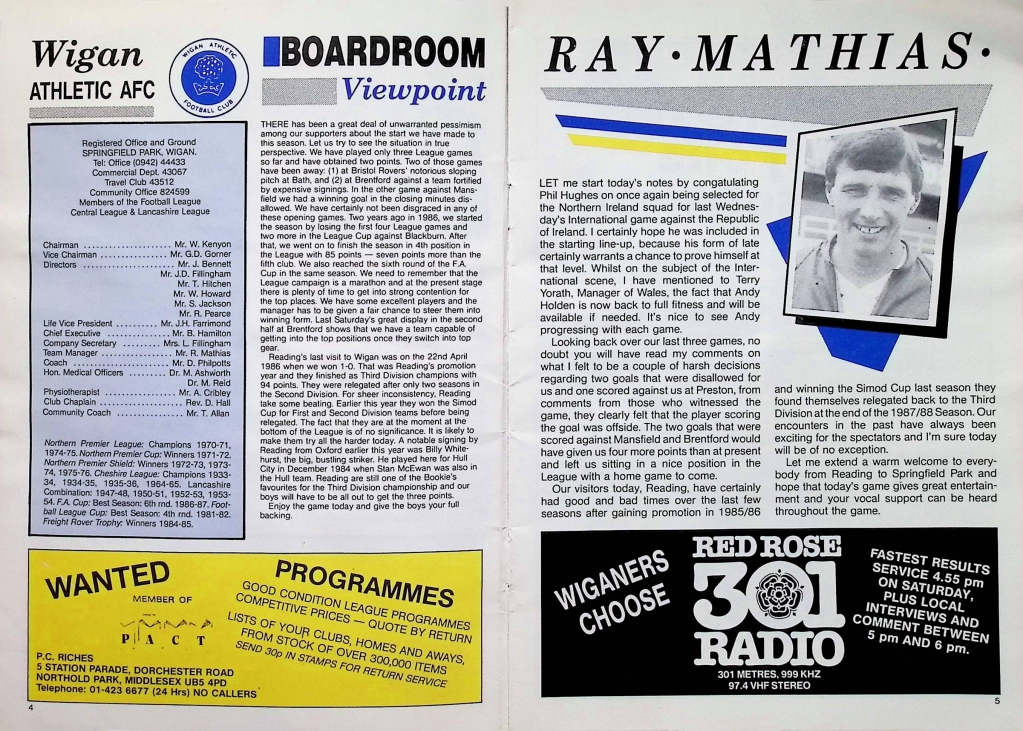 Wigan
ATHLETIC AFC
WIGAN ATHLETIC
FOOTBALL CLUB
Registered Office and Ground
SPRINGFIELD PARK, WIGAN.
Tel: Office (0942) 44433
Commercial Dept. 43067
Travel Club 43512
Community Office 824599
Members of the Football League
Central League & Lancashire League
Chairman ........................ Mr. W. Kenyon
Vice Chairman .................. Mr. G.D. Gorner
Directors ........................ Mr. J. Bennett
Mr. J.D. Fillingham
Mr. T. Hitchen
Mr. W. Howard
Mr. S. Jackson
Mr. R. Pearce
Life Vice President .......... Mr. J.H. Farrimond
Chief Executive ................ Mr. B. Hamilton
Company Secretary ........ Mrs. L. Fillingham
Team Manager .................. Mr. R. Mathias
Coach .......................... Mr. D. Philpotts
Hon. Medical Officers ...... Dr. M. Ashworth
Dr. M. Reid
Physiotherapist .................. Mr. A. Cribley
Club Chaplain ..................... Rev. D. Hall
Community Coach ................. Mr. T. Allan
Northern Premier League: Champions 1970-71,
1974-75. Northern Premier Cup: Winners 1971-72.
Northern Premier Shield: Winners 1972-73, 1973-
74, 1975-76. Cheshire League: Champions 1933-
34, 1934-35, 1935-36, 1964-65. Lancashire
Combination: 1947-48, 1950-51, 1952-53, 1953-
54. F.A. Cup: Best Season: 6th rnd. 1986-87. Foot-
ball League Cup: Best Season: 4th rnd. 1981-82.
Freight Rover Trophy: Winners 1984-85.
BOARDROOM
Viewpoint
THERE has been a great deal of unwarranted pessimism
among our supporters about the start we have made to
this season. Let us try to see the situation in true
perspective. We have played only three League games
so far and have obtained two points. Two of those games
have been away: (1) at Bristol Rovers' notorious sloping
pitch at Bath, and (2) at Brentford against a team fortified
by expensive signings. In the other game against Mans-
field we had a winning goal in the closing minutes dis-
allowed. We have certainly not been disgraced in any of
these opening games. Two years ago in 1986, we started
the season by losing the first four League games and
two more in the League Cup against Blackburn. After
that, we went on to finish the season in 4th position in
the League with 85 points — seven points more than the
fifth club. We also reached the sixth round of the F.A.
Cup in the same season. We need to remember that the
League campaign is a marathon and at the present stage
there is plenty of time to get into strong contention for
the top places. We have some excellent players and the
manager has to be given a fair chance to steer them into
winning form. Last Saturday's great display in the second
half at Brentford shows that we have a team capable of
getting into the top positions once they switch into top
gear.
Reading's last visit to Wigan was on the 22nd April
1986 when we won 1-0. That was Reading's promotion
year and they finished as Third Division champions with
94 points. They were relegated after only two seasons in
the Second Division. For sheer inconsistency, Reading
take some beating. Earlier this year they won the Simod
Cup for First and Second Division teams before being
relegated. The fact that they are at the moment at the
bottom of the League is of no significance. It is likely to
make them try all the harder today. A notable signing by
Reading from Oxford earlier this year was Billy White-
hurst, the big, bustling striker. He played here for Hull
City in December 1984 when Stan McEwan was also in
the Hull team. Reading are still one of the Bookie's
favourites for the Third Division championship and our
boys will have to be all out to get the three points.
Enjoy the game today and give the boys your full
backing.
WANTED
MEMBER OF
PACT
P.C. RICHES
5 STATION PARADE, DORCHESTER ROAD
NORTHOLD PARK, MIDDLESEX UB5 4PD
Telephone: 01-423 6677 (24 Hrs) NO CALLERS
PROGRAMMES
GOOD CONDITION LEAGUE PROGRAMMES
COMPETITIVE PRICES — QUOTE BY RETURN
LISTS OF YOUR CLUBS, HOMES AND AWAYS,
FROM STOCK OF OVER 300,000 ITEMS
SEND 30p IN STAMPS FOR RETURN SERVICE
4
RAY·MATHIAS·
LET me start today's notes by congatulating
Phil Hughes on once again being selected for
the Northern Ireland squad for last Wednes-
day's International game against the Republic
of Ireland. I certainly hope he was included in
the starting line-up, because his form of late
certainly warrants a chance to prove himself at
that level. Whilst on the subject of the Inter-
national scene, I have mentioned to Terry
Yorath, Manager of Wales, the fact that Andy
Holden is now back to full fitness and will be
available if needed. It's nice to see Andy
progressing with each game.
Looking back over our last three games, no
doubt you will have read my comments on
what I felt to be a couple of harsh decisions
regarding two goals that were disallowed for
us and one scored against us at Preston, from
comments from those who witnessed the
game, they clearly felt that the player scoring
the goal was offside. The two goals that were
scored against Mansfield and Brentford would
have given us four more points than at present
and left us sitting in a nice position in the
League with a home game to come.
Our visitors today, Reading, have certainly
had good and bad times over the last few
seasons after gaining promotion in 1985/86
and winning the Simod Cup last season they
found themselves relegated back to the Third
Division at the end of the 1987/88 Season. Our
encounters in the past have always been
exciting for the spectators and I'm sure today
will be of no exception.
Let me extend a warm welcome to every-
body from Reading to Springfield Park and
hope that today's game gives great entertain-
ment and your vocal support can be heard
throughout the game.
WIGANERS
CHOOSE
RED ROSE
301
RADIO
301 METRES, 999 KHZ
97.4 VHF STEREO
FASTEST RESULTS
SERVICE 4.55 pm
ON SATURDAY,
PLUS LOCAL
INTERVIEWS AND
COMMENT BETWEEN
5 pm AND 6 pm.
5